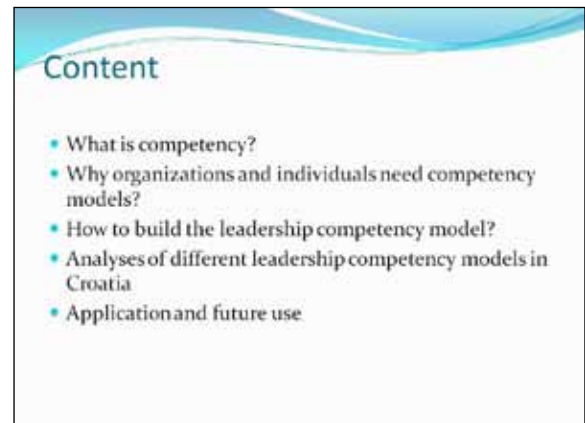 Content
• What is competency?
• Why organizations and individuals need competency
models?
• How to build the leadership competency model?
• Analyses of different leadership competency models in
Croatia
• Application and future use